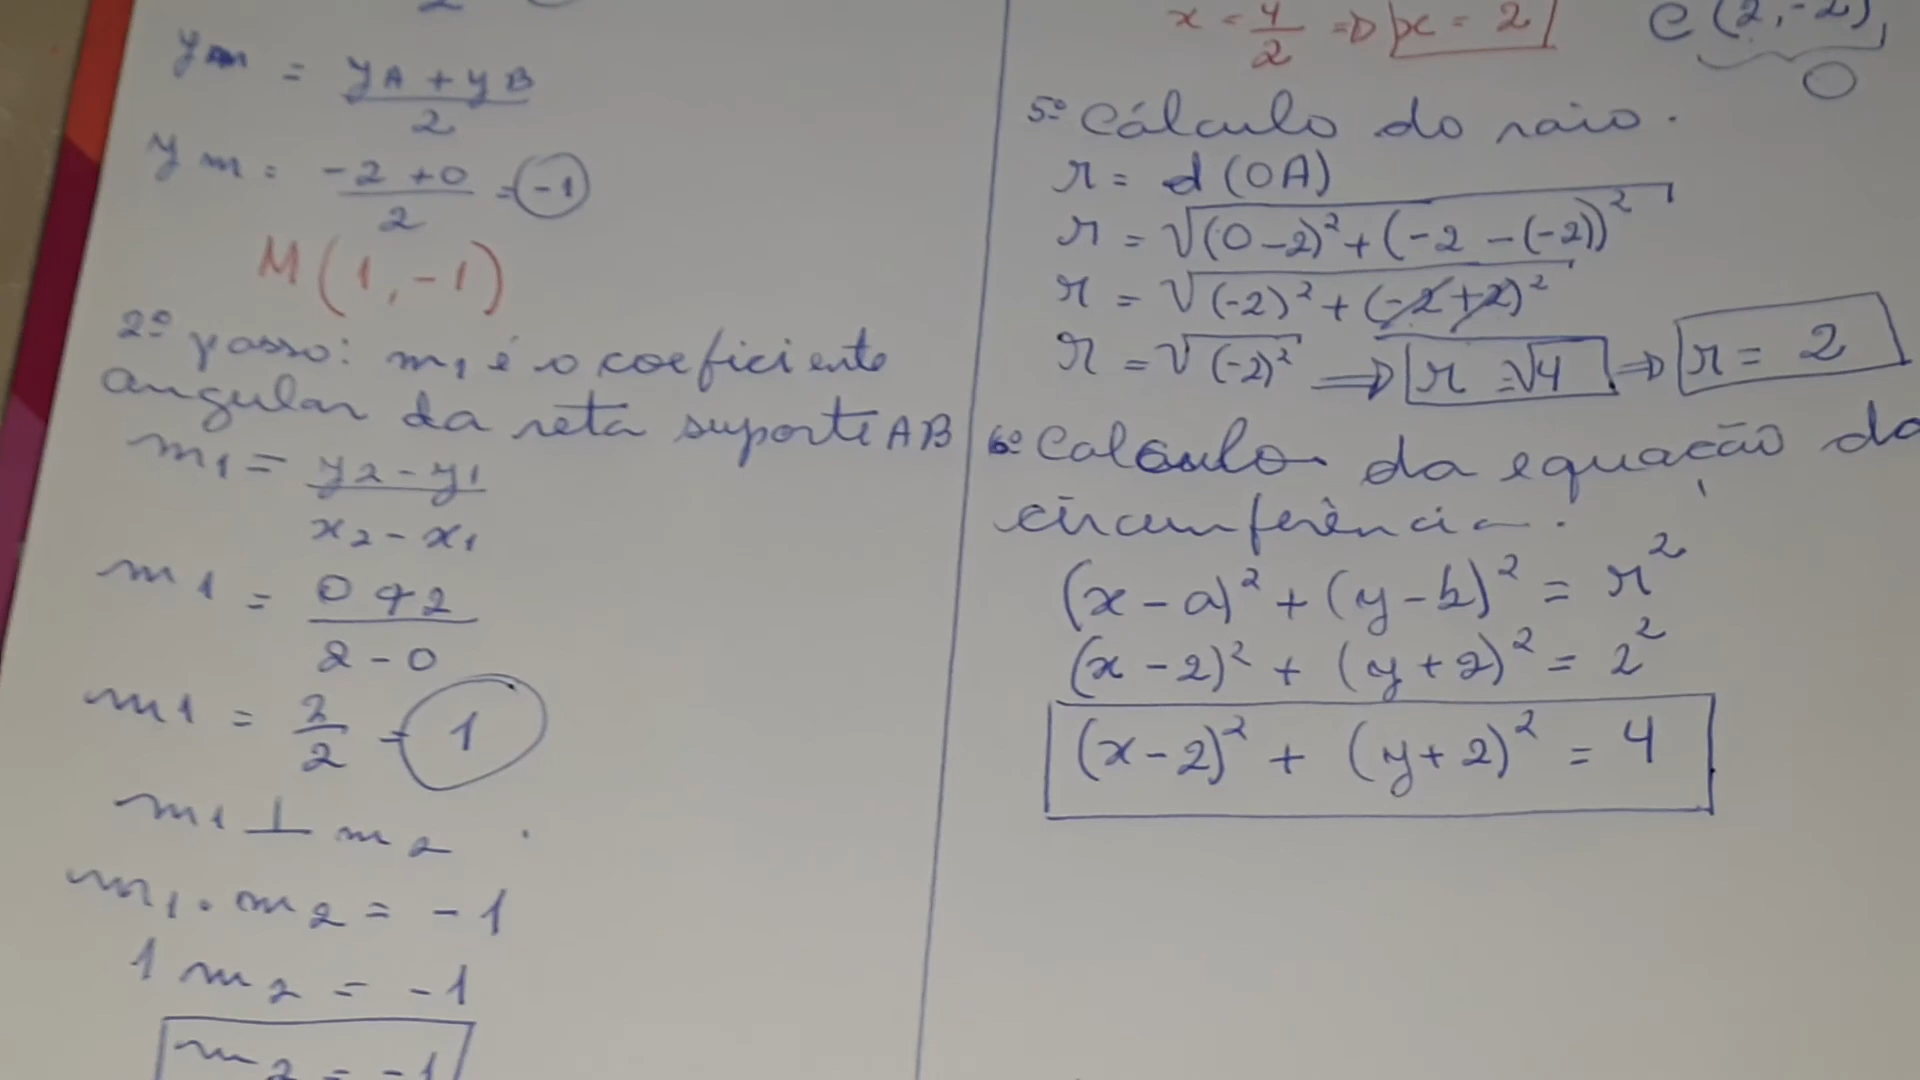 ym = yA + yB / 2
ym = -2 + 0 / 2 = -1
M(1, -1)
2º passo: m₁ é o coeficiente
angular da reta suporte AB
m₁ = y₂ - y₁ / x₂ - x₁
m₁ = 0 + 2 / 2 - 0
m₁ = 2/2 = 1
m₁ ⊥ m₂
m₁ . m₂ = -1
1 m₂ = -1
m₂ = -1
x = 4/2 => x = 2
C(2, -2)
O
5º Cálculo do raio.
r = d(OA)
r = √(0-2)² + (-2-(-2))²
r = √(-2)² + (-2+2)²
r = √(-2)² => r = √4 => r = 2
6º Calculo da equação da
circunferência.
(x - a)² + (y - b)² = r²
(x - 2)² + (y + 2)² = 2²
(x - 2)² + (y + 2)² = 4